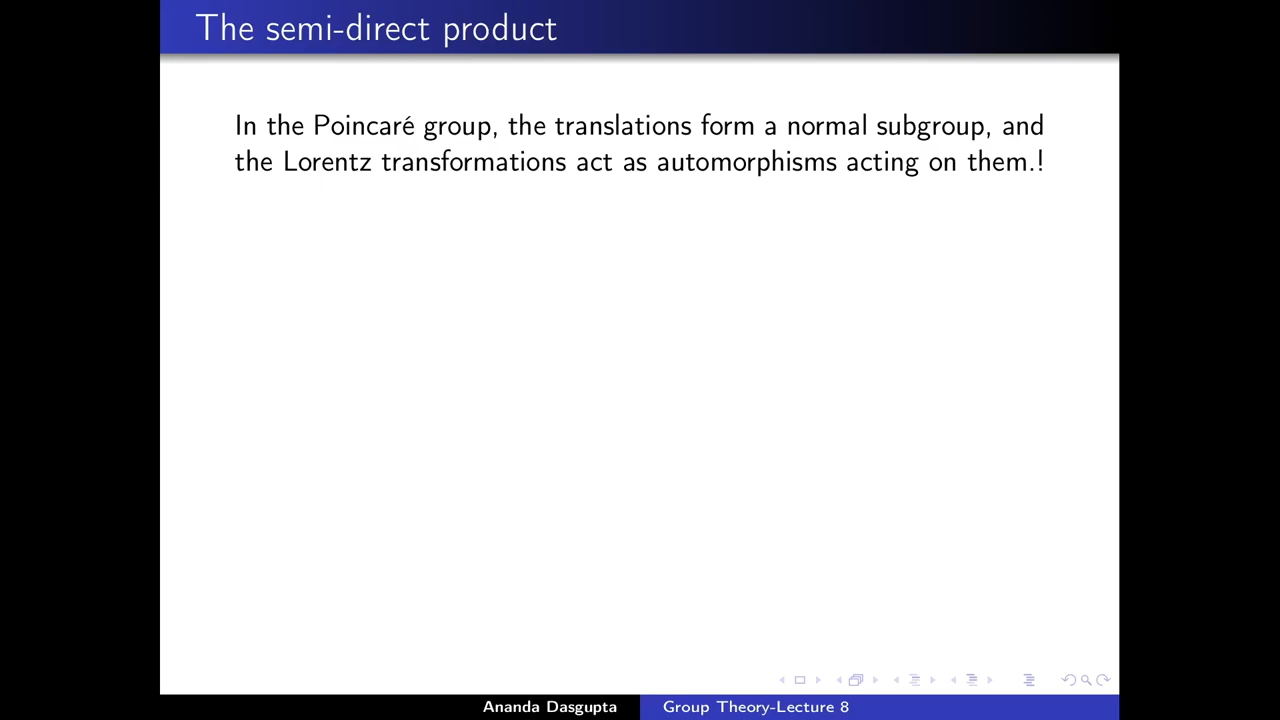 The semi-direct product
In the Poincaré group, the translations form a normal subgroup, and
the Lorentz transformations act as automorphisms acting on them.!
Ananda Dasgupta
Group Theory-Lecture 8